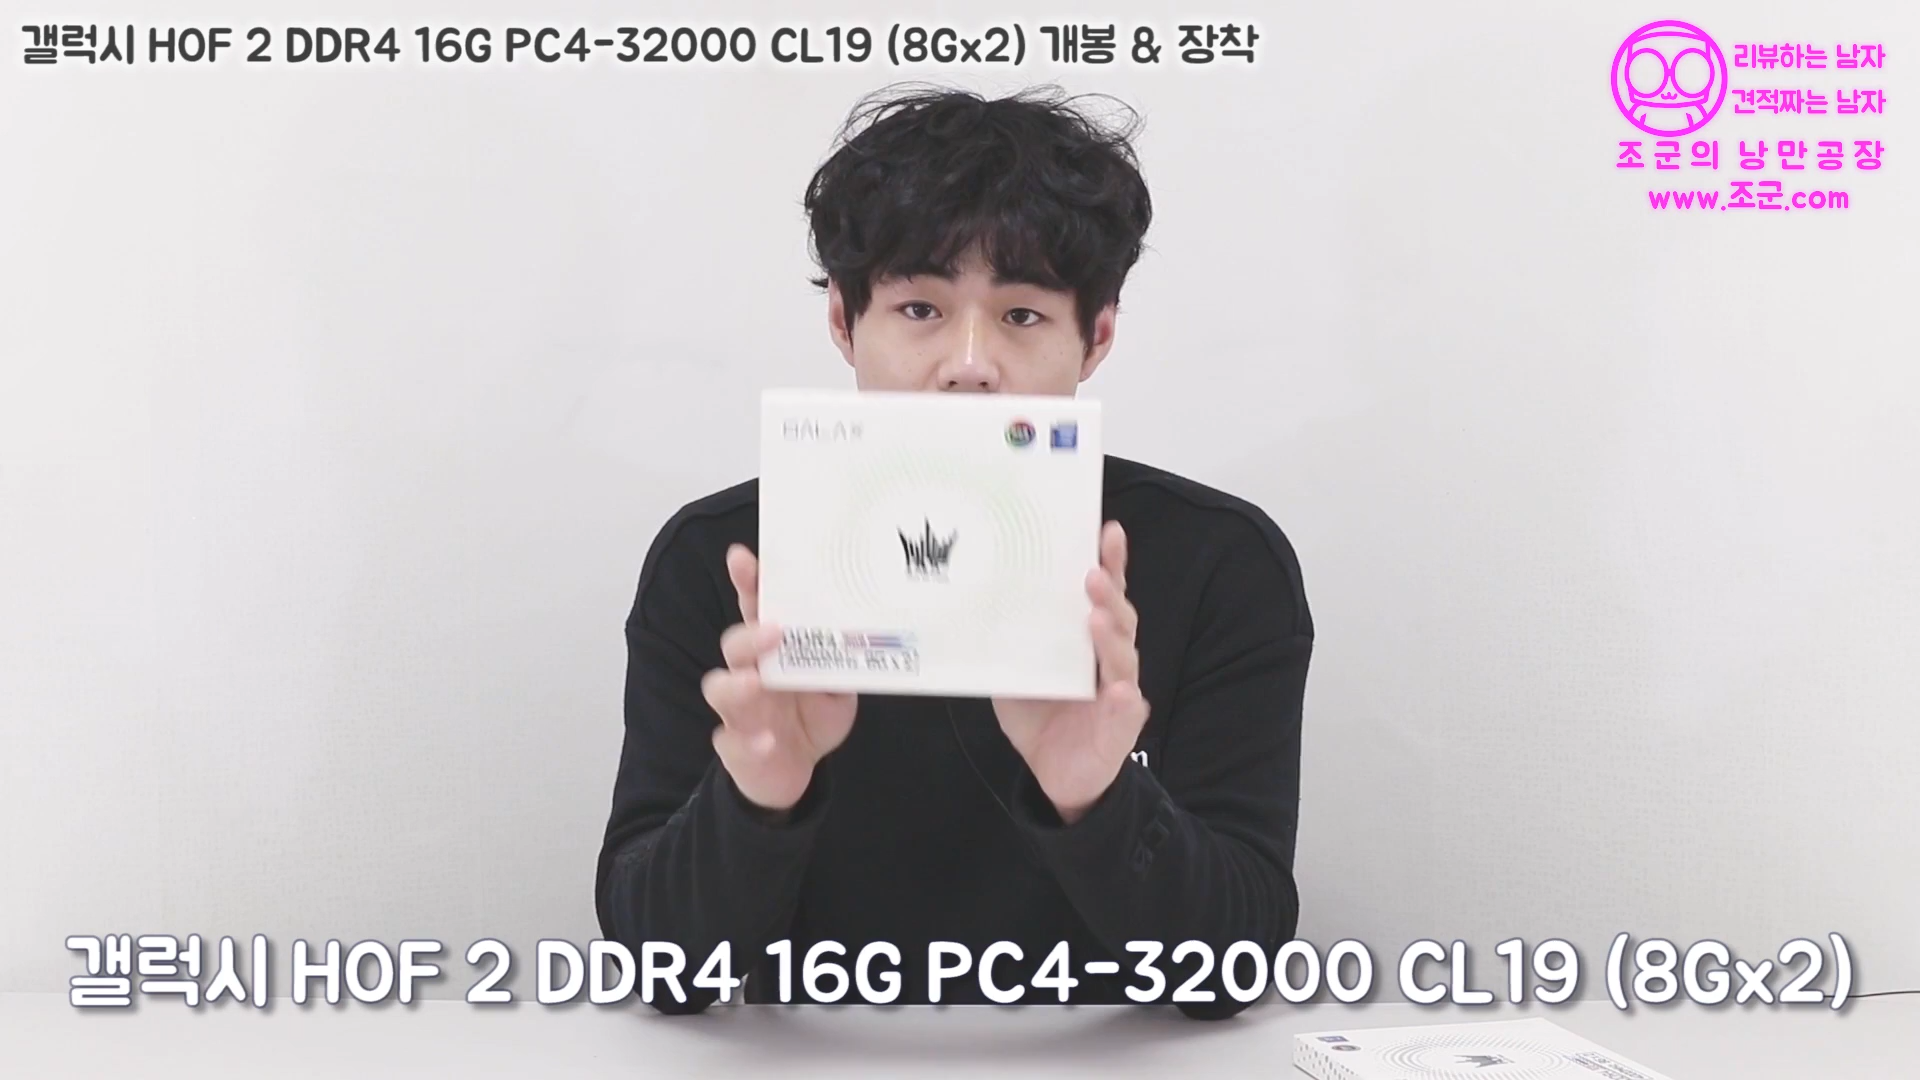 갤럭시 HOF 2 DDR4 16G PC4-32000 CL19 (8Gx2) 개봉 & 장착
리뷰하는 남자
견적짜는 남자
조군의 낭만공장
www.조군.com
GALAX
DDR4
갤럭시 HOF 2 DDR4 16G PC4-32000 CL19 (8Gx2)